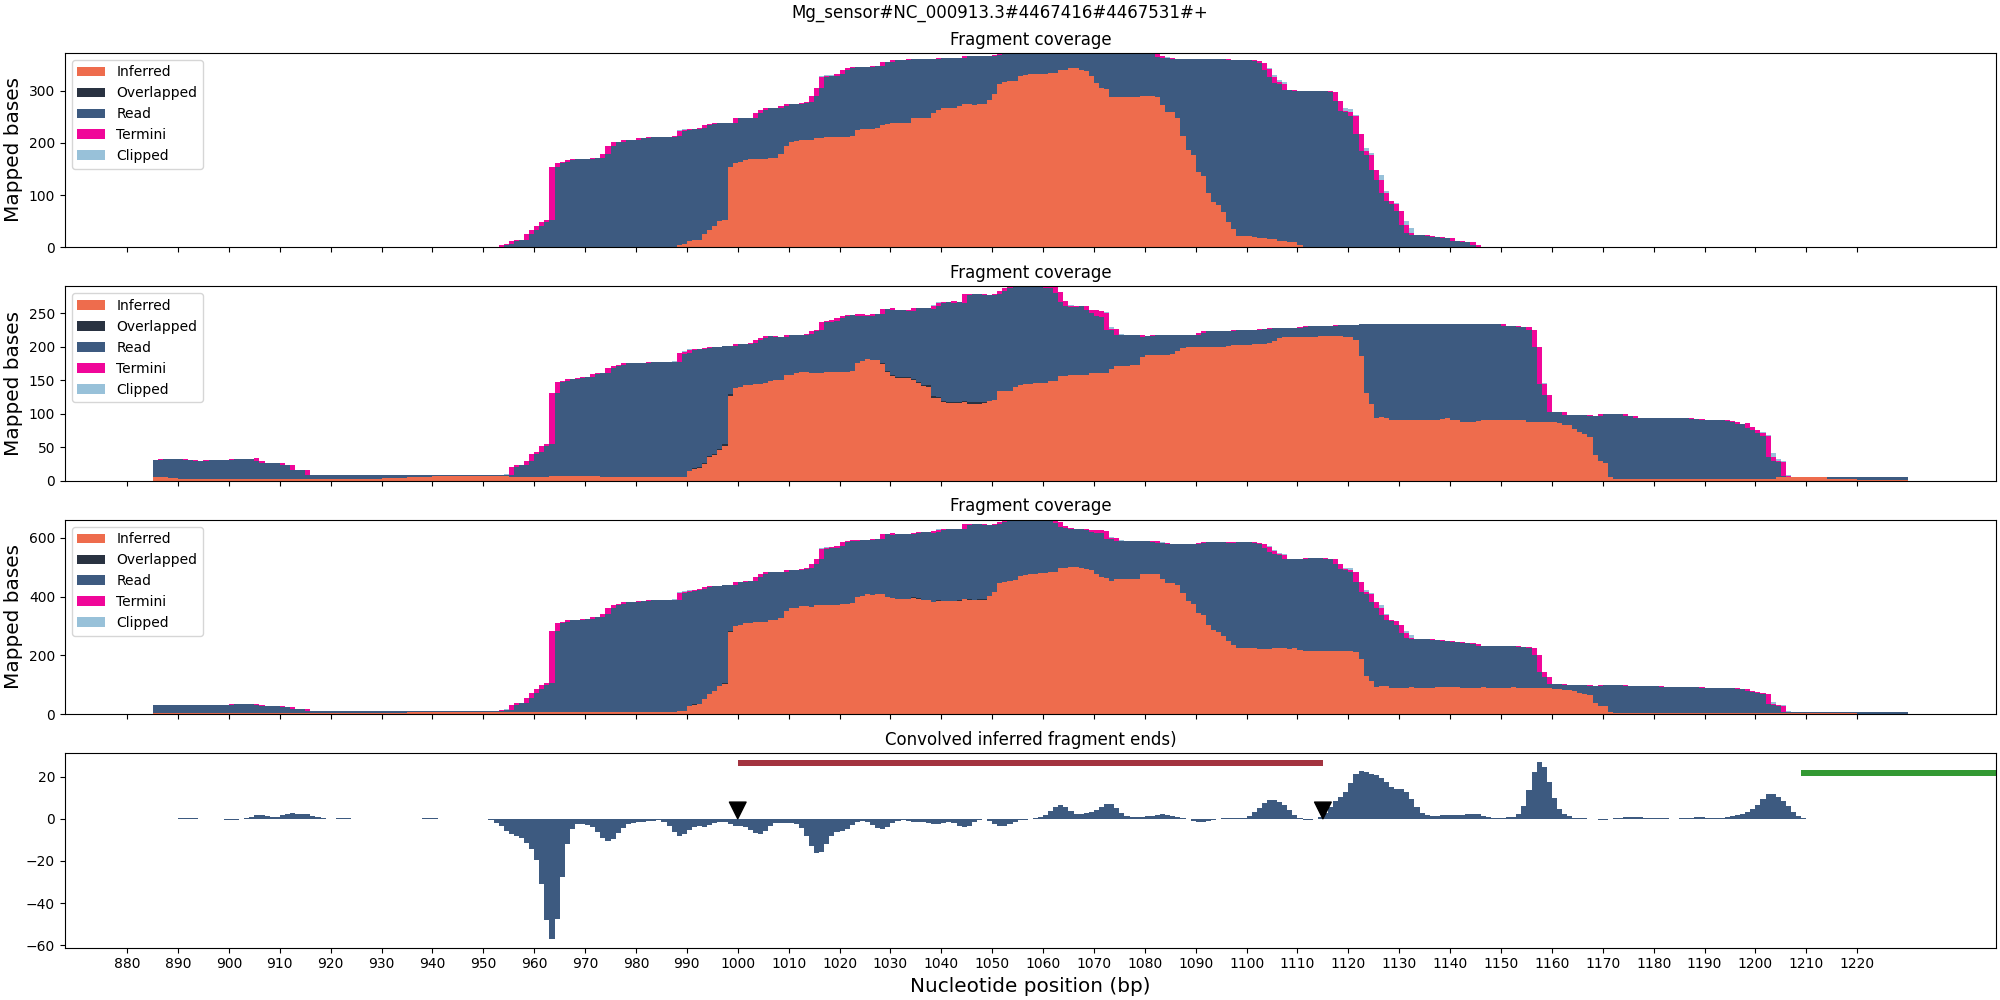 Mg_sensor#NC_000913.3#4467416#4467531#+
Fragment coverage
Mapped bases
300
200
100
0
Inferred
Overlapped
Read
Termini
Clipped
Fragment coverage
Mapped bases
250
200
150
100
50
0
Inferred
Overlapped
Read
Termini
Clipped
Fragment coverage
Mapped bases
600
400
200
0
Inferred
Overlapped
Read
Termini
Clipped
Convolved inferred fragment ends)
20
0
−20
−40
−60
880 890 900 910 920 930 940 950 960 970 980 990 1000 1010 1020 1030 1040 1050 1060 1070 1080 1090 1100 1110 1120 1130 1140 1150 1160 1170 1180 1190 1200 1210 1220
Nucleotide position (bp)